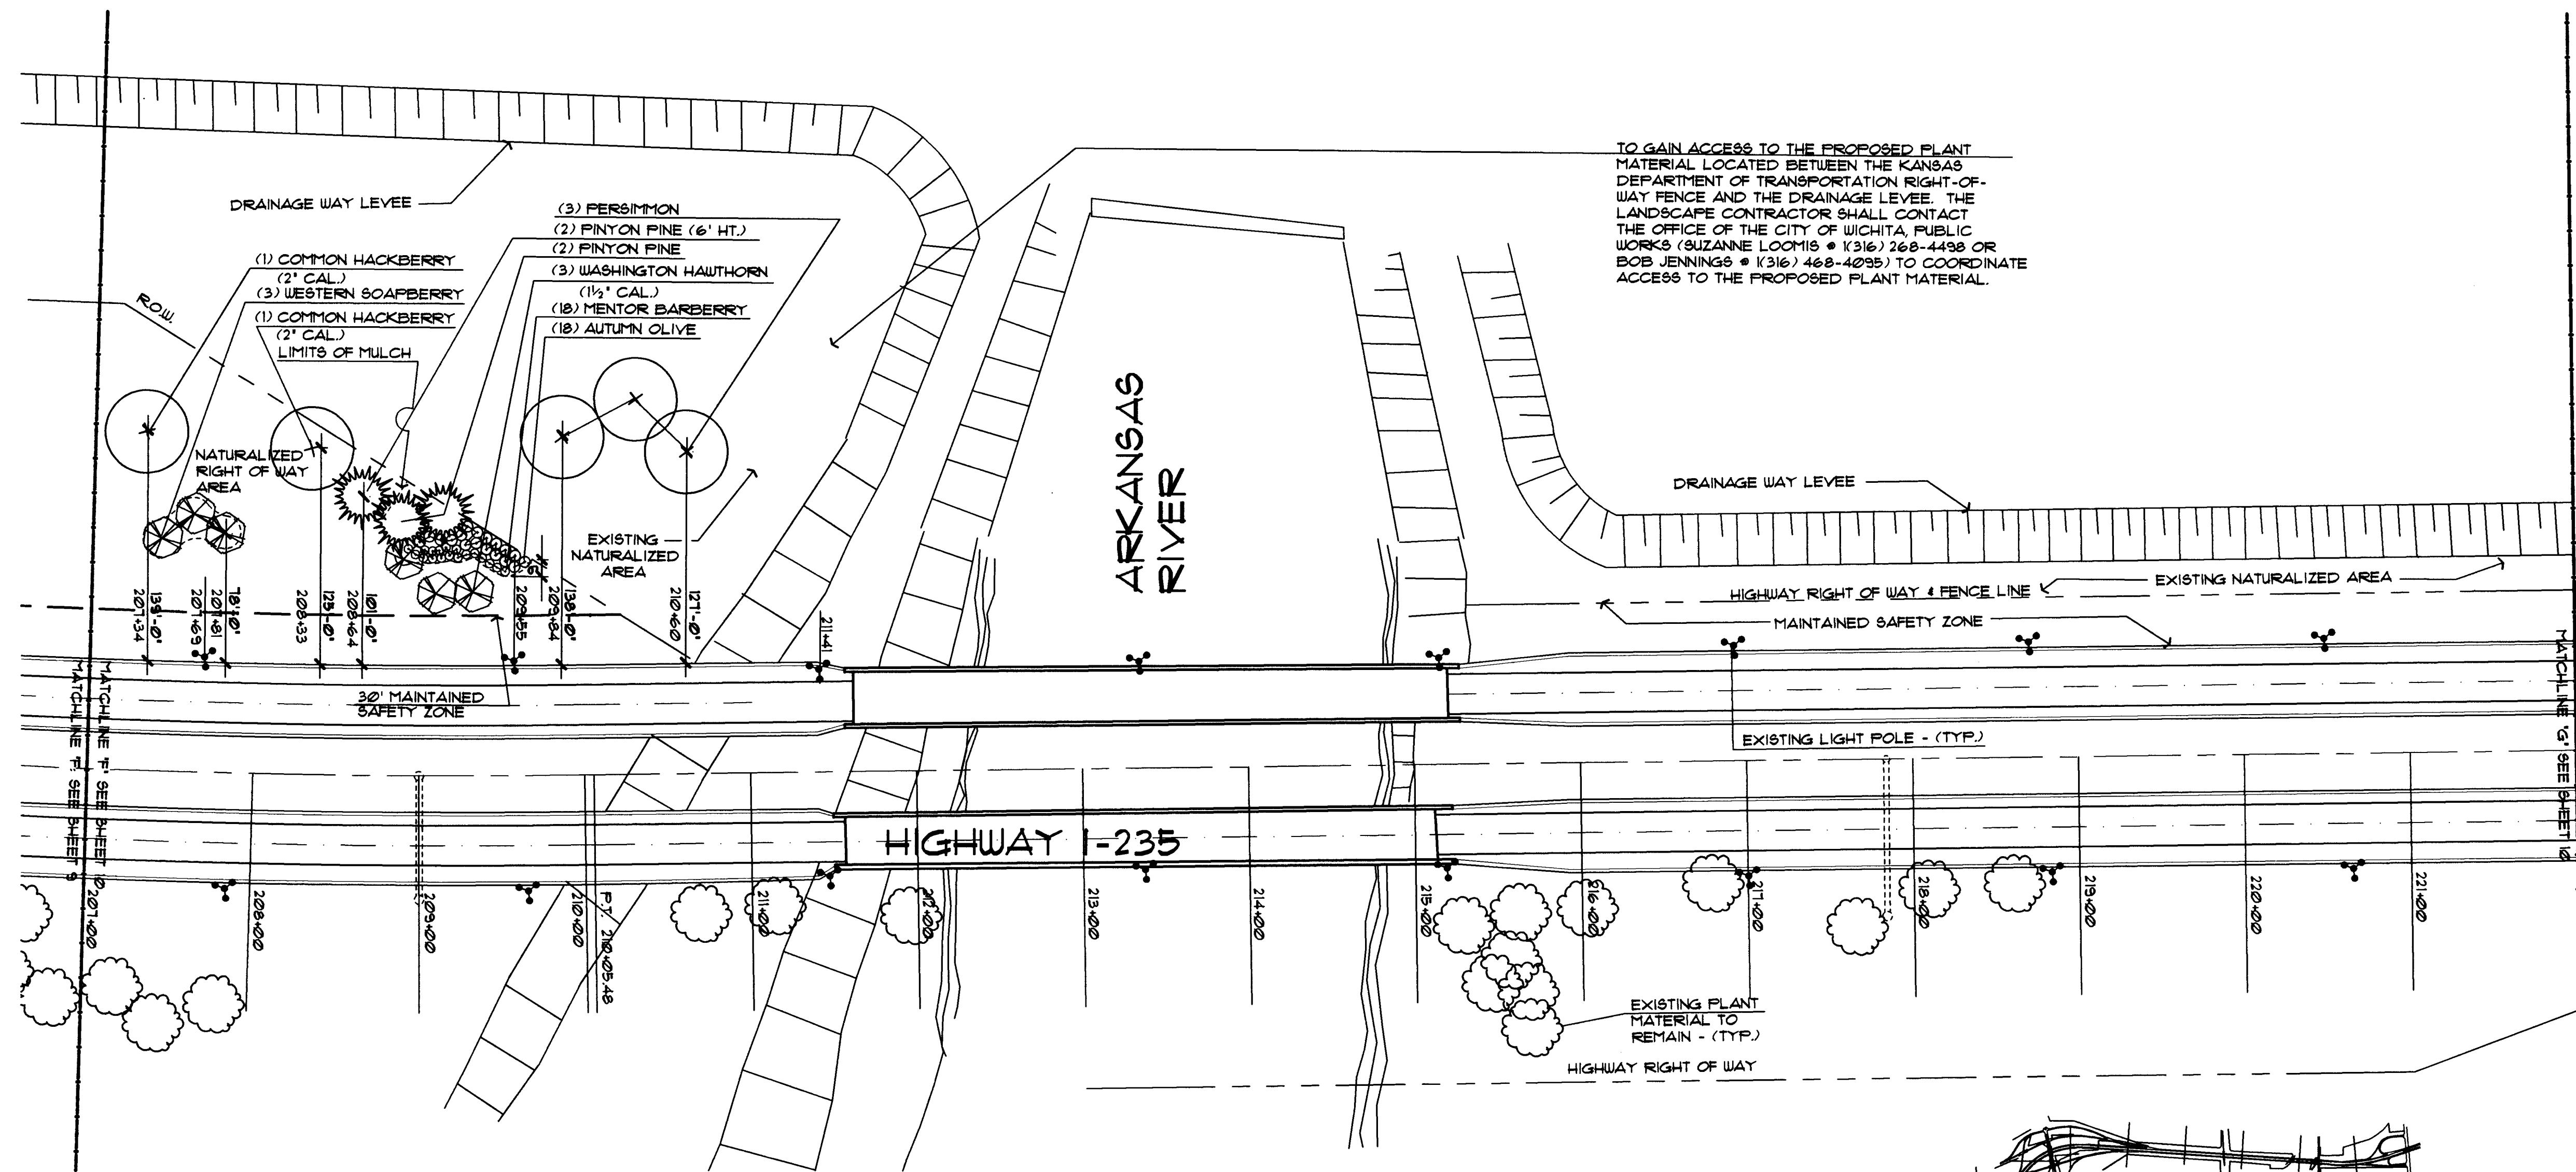 TO GAIN ACCESS TO THE PROPOSED PLANT
MATERIAL LOCATED BETWEEN THE KANSAS
DEPARTMENT OF TRANSPORTATION RIGHT-OF-
WAY FENCE AND THE DRAINAGE LEVEE. THE
LANDSCAPE CONTRACTOR SHALL CONTACT
THE OFFICE OF THE CITY OF WICHITA, PUBLIC
WORKS (SUZANNE LOOMIS @ 1(316) 268-4498 OR
BOB JENNINGS @ 1(316) 468-4095) TO COORDINATE
ACCESS TO THE PROPOSED PLANT MATERIAL.
DRAINAGE WAY LEVEE
(3) PERSIMMON
(2) PINYON PINE (6' HT.)
(2) PINYON PINE
(3) WASHINGTON HAWTHORN
(1½" CAL.)
(18) MENTOR BARBERRY
(18) AUTUMN OLIVE
(1) COMMON HACKBERRY
(2" CAL.)
(3) WESTERN SOAPBERRY
(1) COMMON HACKBERRY
(2" CAL.)
LIMITS OF MULCH
R.O.W.
NATURALIZED
RIGHT OF WAY
AREA
EXISTING
NATURALIZED
AREA
ARKANSAS
RIVER
DRAINAGE WAY LEVEE
EXISTING NATURALIZED AREA
HIGHWAY RIGHT OF WAY & FENCE LINE
MAINTAINED SAFETY ZONE
139'-0"
207+34
207+69
78'-0"
207+81
125'-0"
208+33
101'-0"
208+64
6'
209+55
138'-0"
209+84
127'-0"
210+60
211+41
30' MAINTAINED
SAFETY ZONE
EXISTING LIGHT POLE - (TYP.)
MATCHLINE 'F' SEE SHEET 10
MATCHLINE 'F' SEE SHEET 9
MATCHLINE 'G' SEE SHEET 10
HIGHWAY I-235
207+00
208+00
209+00
210+00
P.T. 210+05.48
211+00
212+00
213+00
214+00
215+00
216+00
217+00
218+00
219+00
220+00
221+00
EXISTING PLANT
MATERIAL TO
REMAIN - (TYP.)
HIGHWAY RIGHT OF WAY